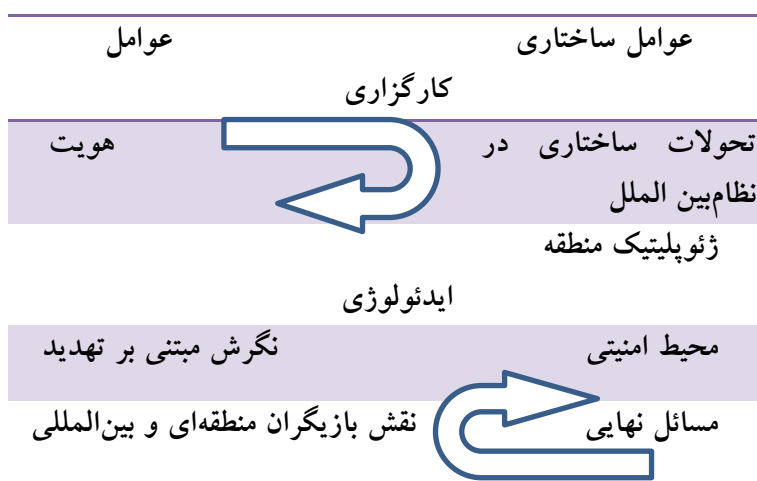 عوامل ساختاری عوامل
کارگزاری
تحولات ساختاری در هویت
نظام‌بین الملل
ژئوپلیتیک منطقه
ایدئولوژی
محیط امنیتی نگرش مبتنی بر تهدید
مسائل نهایی نقش بازیگران منطقه‌ای و بین‌المللی